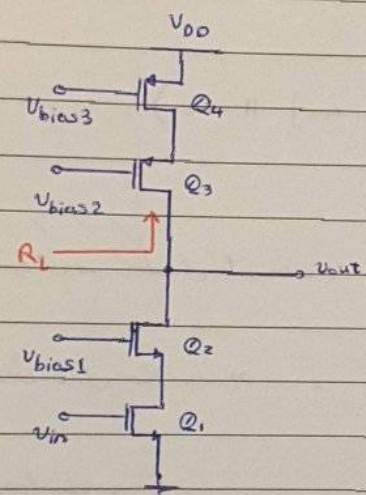 VDD
Q4
Vbias3
Q3
Vbias2
RL
Vout
Q2
Vbias1
Q1
Vin